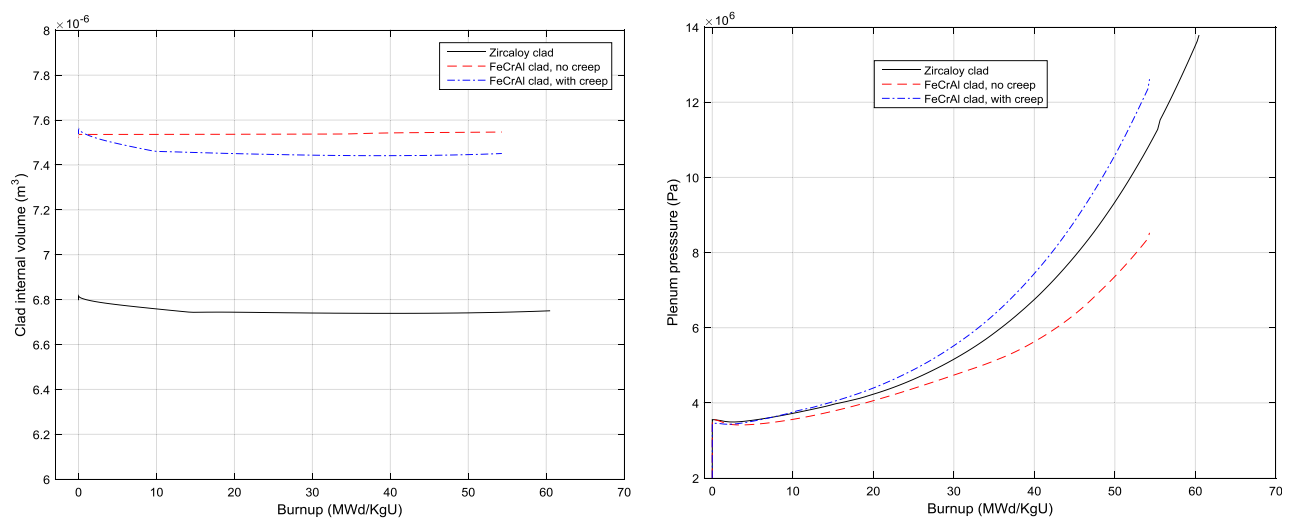 ×10⁻⁶
8
7.8
7.6
7.4
7.2
7
6.8
6.6
6.4
6.2
6
0 10 20 30 40 50 60 70
Clad internal volume (m³)
Burnup (MWd/KgU)
Zircaloy clad
FeCrAl clad, no creep
FeCrAl clad, with creep
×10⁶
14
12
10
8
6
4
2
0 10 20 30 40 50 60 70
Plenum presssure (Pa)
Burnup (MWd/KgU)
Zircaloy clad
FeCrAl clad, no creep
FeCrAl clad, with creep